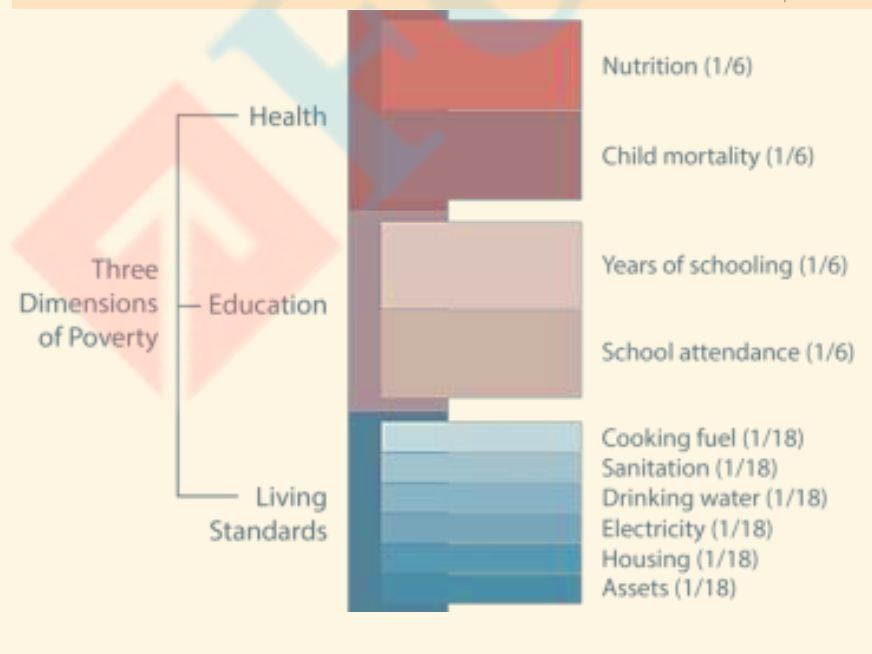 Three
Dimensions
of Poverty
Health
Nutrition (1/6)
Child mortality (1/6)
Education
Years of schooling (1/6)
School attendance (1/6)
Living
Standards
Cooking fuel (1/18)
Sanitation (1/18)
Drinking water (1/18)
Electricity (1/18)
Housing (1/18)
Assets (1/18)